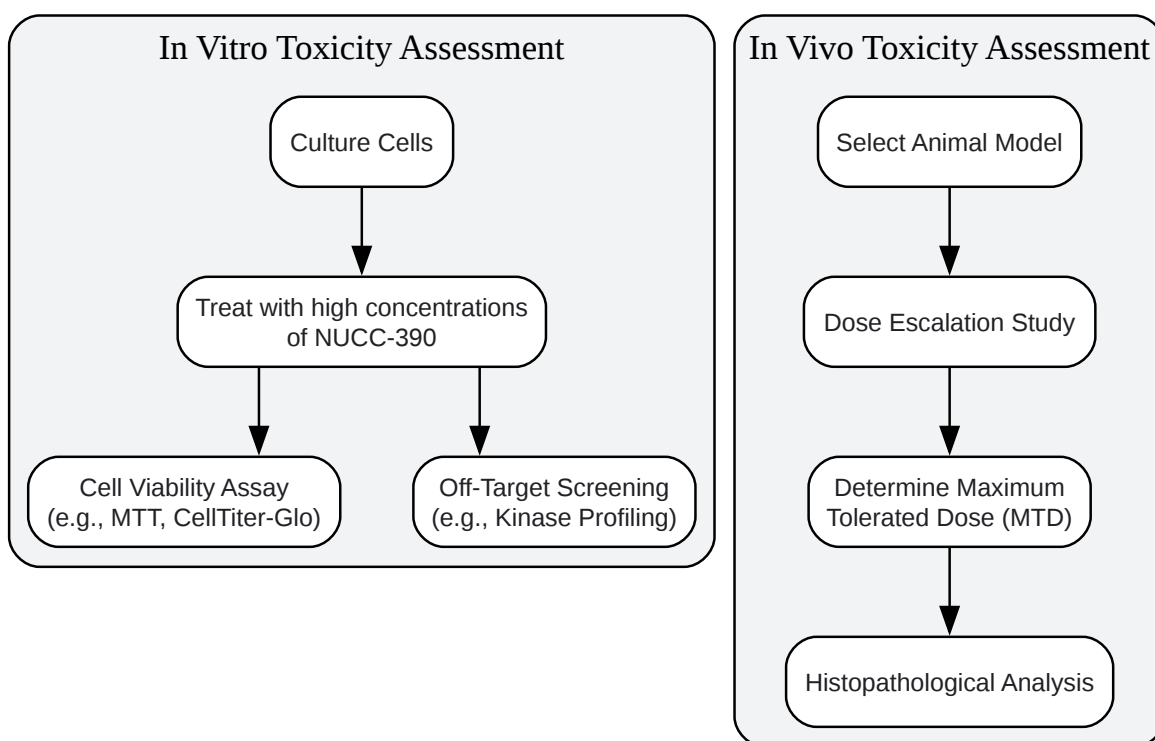 In Vitro Toxicity Assessment
Culture Cells
Treat with high concentrations
of NUCC-390
Cell Viability Assay
(e.g., MTT, CellTiter-Glo)
Off-Target Screening
(e.g., Kinase Profiling)
In Vivo Toxicity Assessment
Select Animal Model
Dose Escalation Study
Determine Maximum
Tolerated Dose (MTD)
Histopathological Analysis